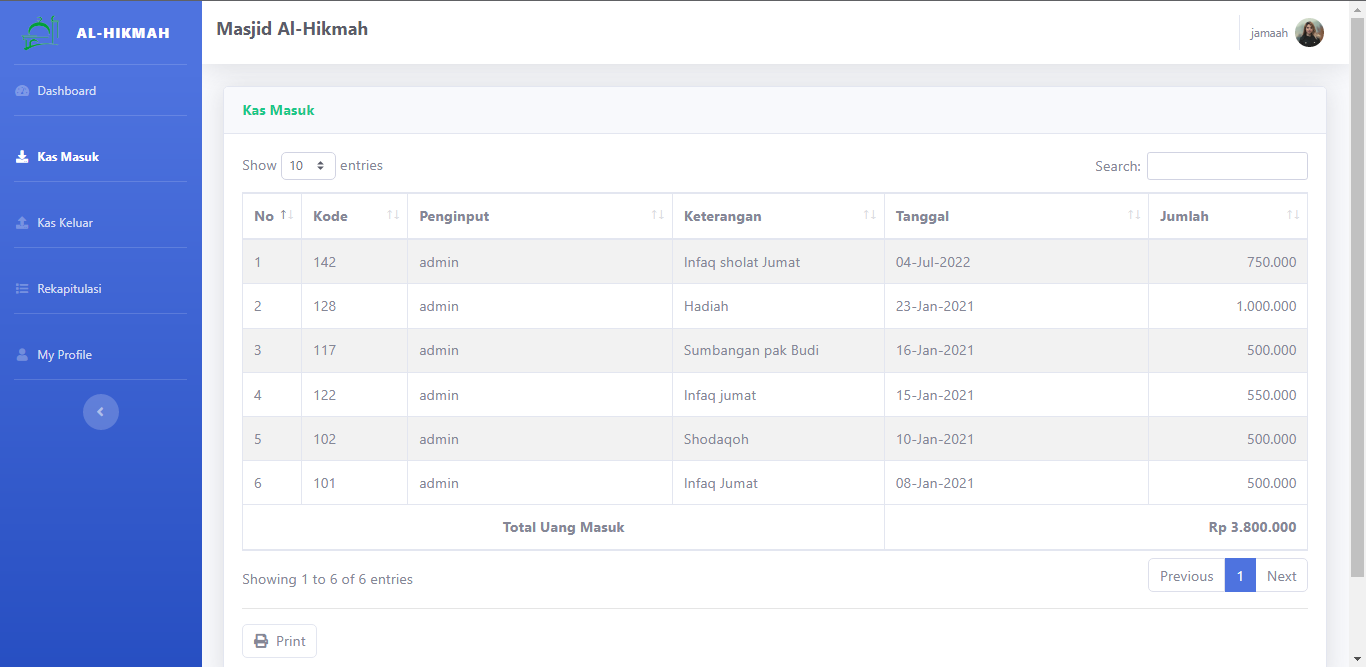 AL-HIKMAH
Masjid Al-Hikmah
jamaah
Dashboard
Kas Masuk
Kas Keluar
Rekapitulasi
My Profile
Kas Masuk
Show 10 entries
Search:
No Kode Penginput Keterangan Tanggal Jumlah
1 142 admin Infaq sholat Jumat 04-Jul-2022 750.000
2 128 admin Hadiah 23-Jan-2021 1.000.000
3 117 admin Sumbangan pak Budi 16-Jan-2021 500.000
4 122 admin Infaq jumat 15-Jan-2021 550.000
5 102 admin Shodaqoh 10-Jan-2021 500.000
6 101 admin Infaq Jumat 08-Jan-2021 500.000
Total Uang Masuk Rp 3.800.000
Showing 1 to 6 of 6 entries
Previous 1 Next
Print